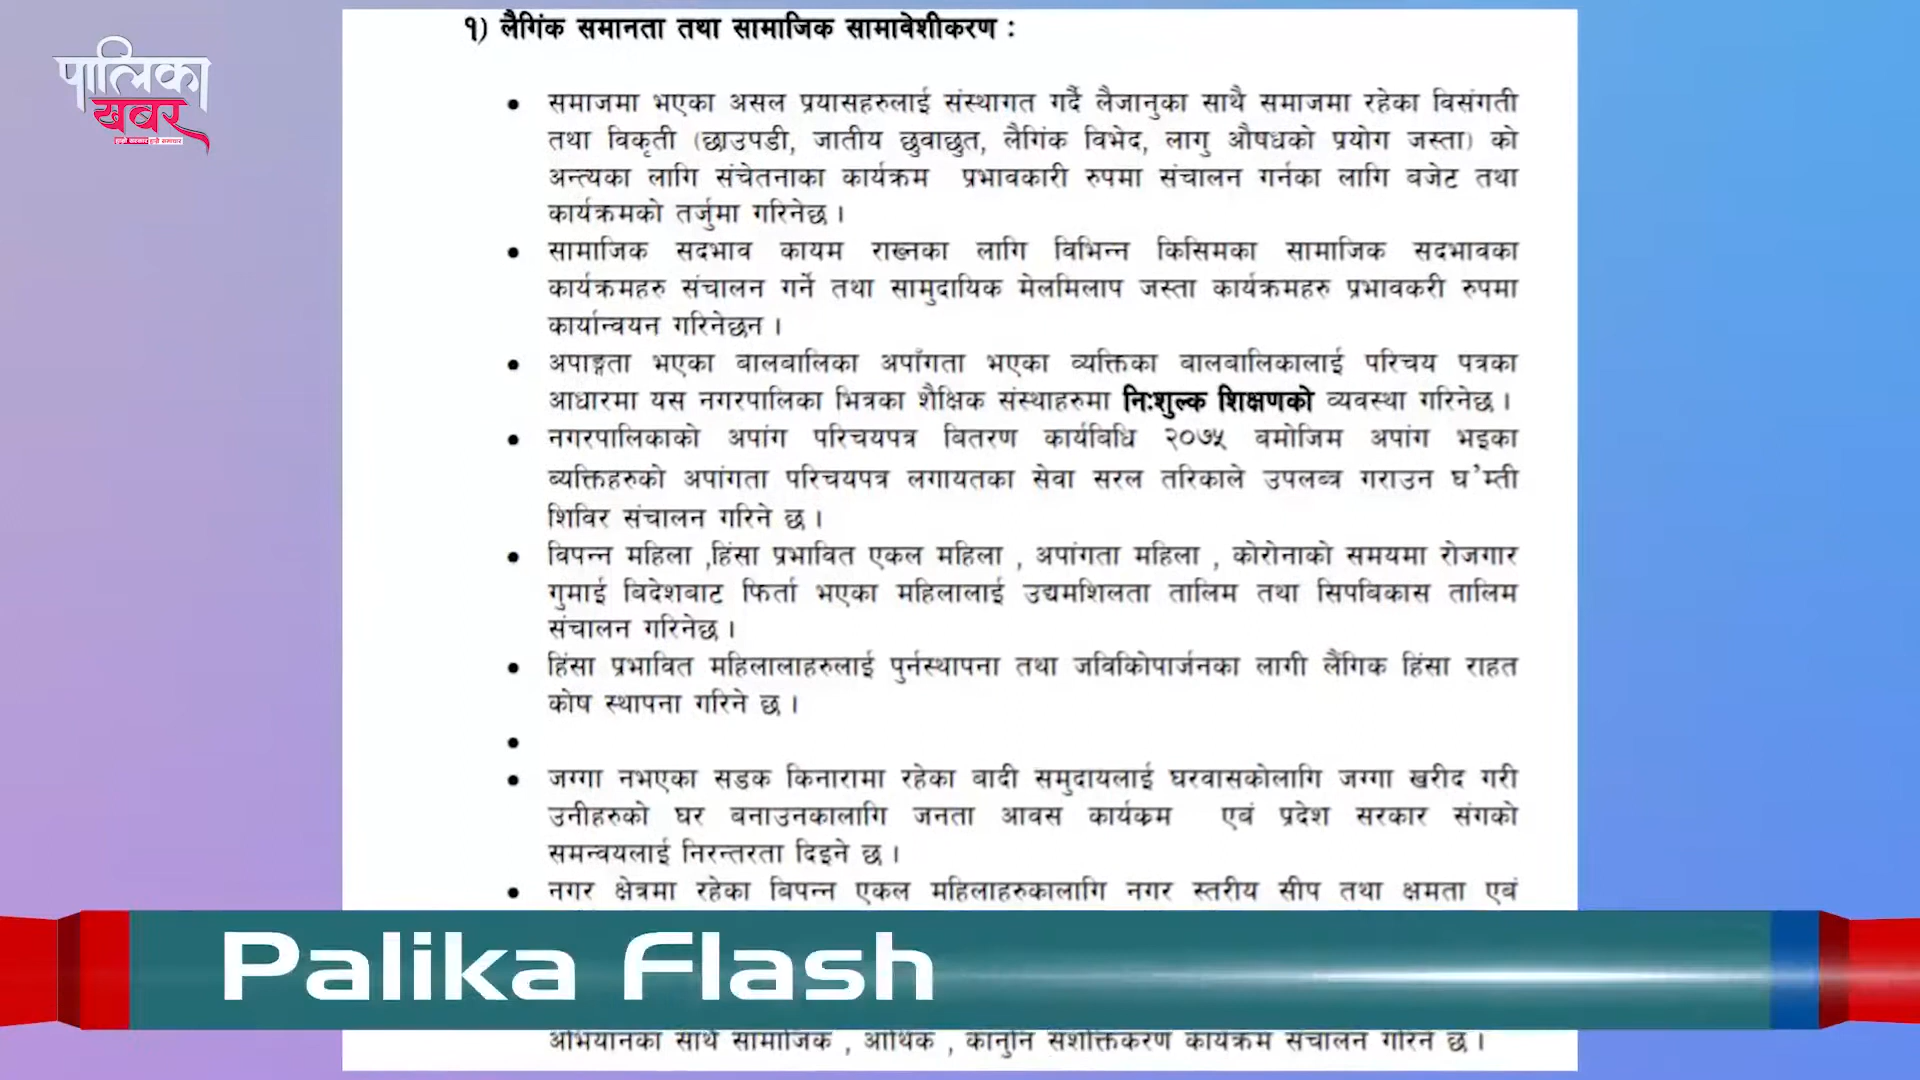 पालिका
खबर
१) लैगिंक समानता तथा सामाजिक सामावेशीकरण :
• समाजमा भएका असल प्रयासहरुलाई संस्थागत गर्दै लैजानुका साथै समाजमा रहेका विसंगती
तथा विकृती (छाउपडी, जातीय छुवाछुत, लैगिंक विभेद, लागु औषधको प्रयोग जस्ता) को
अन्त्यका लागि संचेतनाका कार्यक्रम प्रभावकारी रुपमा संचालन गर्नका लागि बजेट तथा
कार्यक्रमको तर्जुमा गरिनेछ ।
• सामाजिक सदभाव कायम राख्नका लागि विभिन्न किसिमका सामाजिक सदभावका
कार्यक्रमहरु संचालन गर्ने तथा सामुदायिक मेलमिलाप जस्ता कार्यक्रमहरु प्रभावकरी रुपमा
कार्यान्वयन गरिनेछन ।
• अपाङ्गता भएका बालबालिका अपाँगता भएका व्यक्तिका बालबालिकालाई परिचय पत्रका
आधारमा यस नगरपालिका भित्रका शैक्षिक संस्थाहरुमा निःशुल्क शिक्षणको व्यवस्था गरिनेछ ।
• नगरपालिकाको अपांग परिचयपत्र बितरण कार्यबिधि २०७५ बमोजिम अपांग भइका
ब्यक्तिहरुको अपांगता परिचयपत्र लगायतका सेवा सरल तरिकाले उपलब्त्र गराउन घ'म्ती
शिविर संचालन गरिने छ ।
• विपन्न महिला ,हिंसा प्रभावित एकल महिला , अपांगता महिला , कोरोनाको समयमा रोजगार
गुमाई बिदेशबाट फिर्ता भएका महिलालाई उद्यमशिलता तालिम तथा सिपबिकास तालिम
संचालन गरिनेछ ।
• हिंसा प्रभावित महिलालाहरुलाई पुर्नस्थापना तथा जविकिोपार्जनका लागी लैंगिक हिंसा राहत
कोष स्थापना गरिने छ ।
•
• जग्गा नभएका सडक किनारामा रहेका बादी समुदायलाई घरवासकोलागि जग्गा खरीद गरी
उनीहरुको घर बनाउनकालागि जनता आवस कार्यक्रम एबं प्रदेश सरकार संगको
समन्वयलाई निरन्तरता दिइने छ ।
• नगर क्षेत्रमा रहेका बिपन्न एकल महिलाहरुकालागि नगर स्तरीय सीप तथा क्षमता एबं
Palika Flash
अभियानका साथै सामाजिक , आर्थिक , कानुनि सशक्तिकरण कार्यक्रम संचालन गरिने छ ।